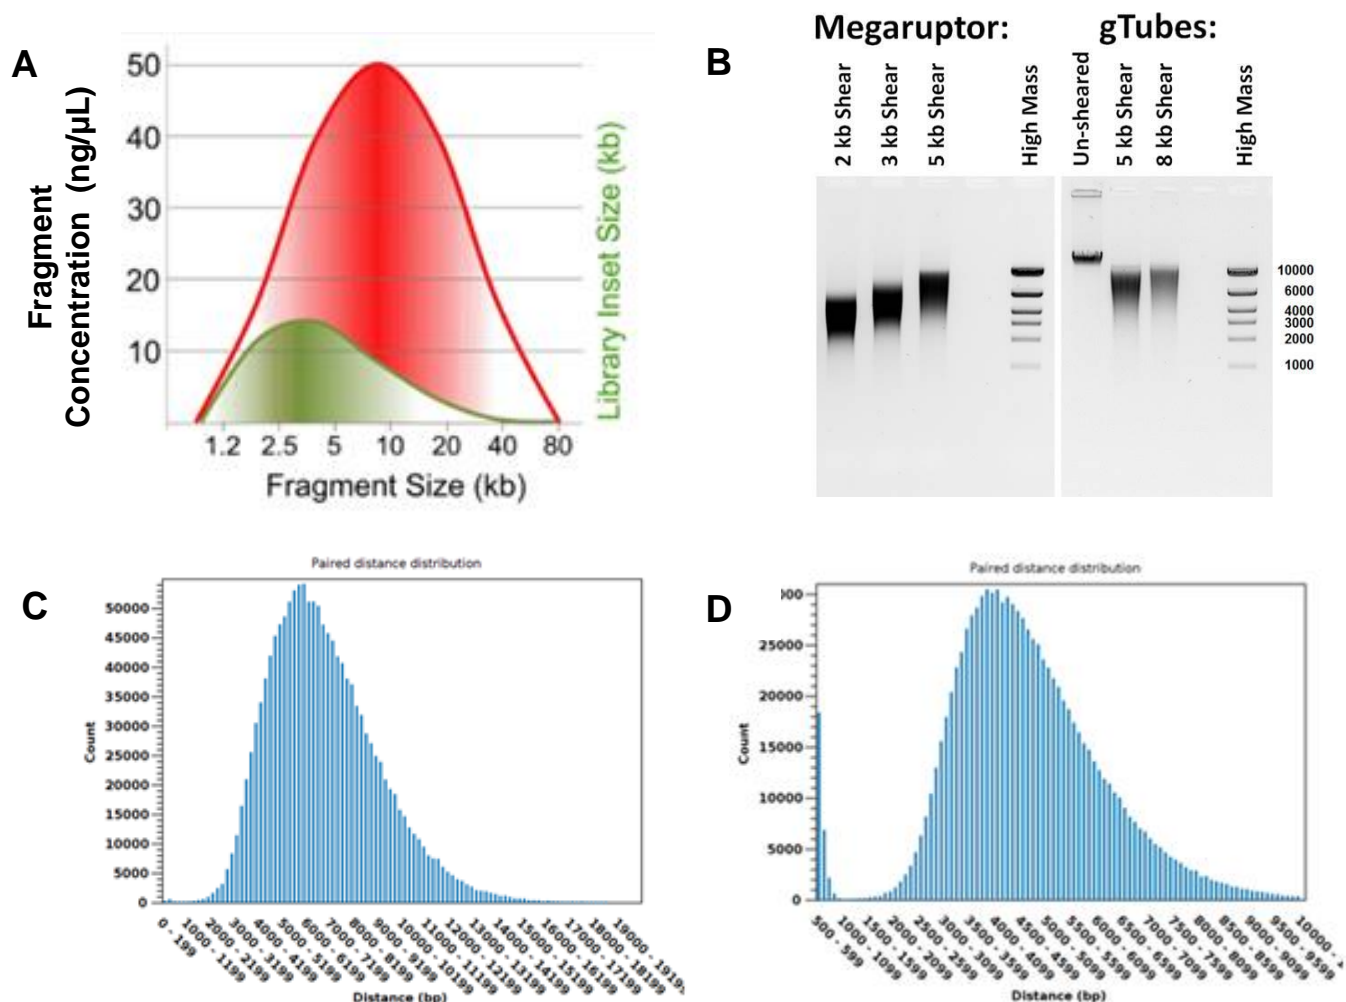 A
Fragment
Concentration (ng/µL)
50
40
30
20
10
Library Inset Size (kb)
1.2 2.5 5 10 20 40 80
Fragment Size (kb)
B
Megaruptor: gTubes:
2 kb Shear
3 kb Shear
5 kb Shear
High Mass
Un-sheared
5 kb Shear
8 kb Shear
High Mass
10000
6000
4000
3000
2000
1000
C
Paired distance distribution
Count
50000
45000
40000
35000
30000
25000
20000
15000
10000
5000
0
0 - 199
1000 - 1199
2000 - 2199
3000 - 3199
4000 - 4199
5000 - 5199
6000 - 6199
7000 - 7199
8000 - 8199
9000 - 9199
10000 - 10199
11000 - 11199
12000 - 12199
13000 - 13199
14000 - 14199
15000 - 15199
16000 - 16199
17000 - 17199
18000 - 18199
19000 - 1919
Distance (bp)
D
Paired distance distribution
Count
00
25000
20000
15000
10000
5000
0
500 - 599
1000 - 1099
1500 - 1599
2000 - 2099
2500 - 2599
3000 - 3099
3500 - 3599
4000 - 4099
4500 - 4599
5000 - 5099
5500 - 5599
6000 - 6099
6500 - 6599
7000 - 7099
7500 - 7599
8000 - 8099
8500 - 8599
9000 - 9099
9500 - 9599
10000 -
Distance (bp)